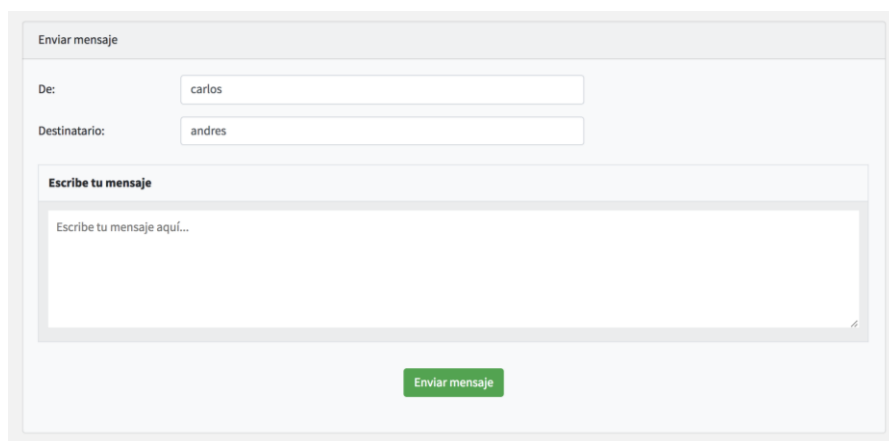 Enviar mensaje
De: carlos
Destinatario: andres
Escribe tu mensaje
Escribe tu mensaje aquí...
Enviar mensaje